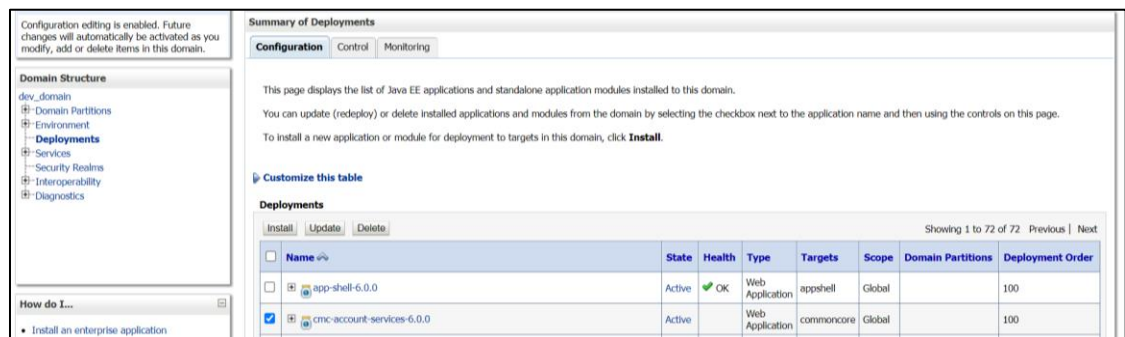 Configuration editing is enabled. Future
changes will automatically be activated as you
modify, add or delete items in this domain.
Domain Structure
dev_domain
Domain Partitions
Environment
Deployments
Services
Security Realms
Interoperability
Diagnostics
How do I...
Install an enterprise application
Summary of Deployments
Configuration Control Monitoring
This page displays the list of Java EE applications and standalone application modules installed to this domain.
You can update (redeploy) or delete installed applications and modules from the domain by selecting the checkbox next to the application name and then using the controls on this page.
To install a new application or module for deployment to targets in this domain, click Install.
Customize this table
Deployments
Install Update Delete Showing 1 to 72 of 72 Previous | Next
Name State Health Type Targets Scope Domain Partitions Deployment Order
app-shell-6.0.0 Active OK Web Application appshell Global 100
cmc-account-services-6.0.0 Active Web Application commoncore Global 100